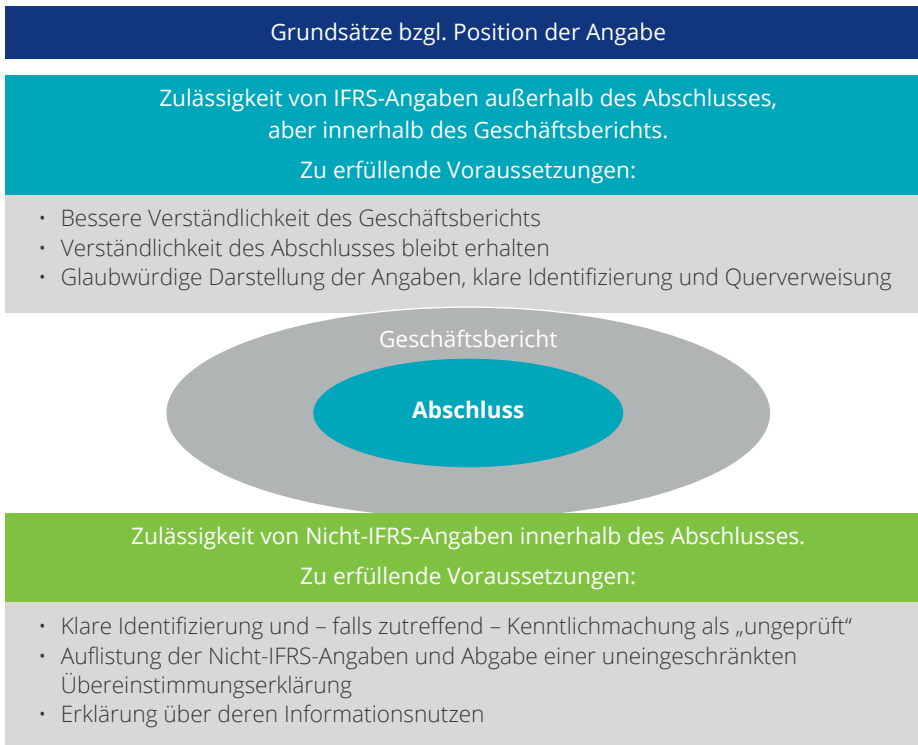 Grundsätze bzgl. Position der Angabe
Zulässigkeit von IFRS-Angaben außerhalb des Abschlusses,
aber innerhalb des Geschäftsberichts.
Zu erfüllende Voraussetzungen:
• Bessere Verständlichkeit des Geschäftsberichts
• Verständlichkeit des Abschlusses bleibt erhalten
• Glaubwürdige Darstellung der Angaben, klare Identifizierung und Querverweisung
Geschäftsbericht
Abschluss
Zulässigkeit von Nicht-IFRS-Angaben innerhalb des Abschlusses.
Zu erfüllende Voraussetzungen:
• Klare Identifizierung und – falls zutreffend – Kenntlichmachung als „ungeprüft“
• Auflistung der Nicht-IFRS-Angaben und Abgabe einer uneingeschränkten
Übereinstimmungserklärung
• Erklärung über deren Informationsnutzen